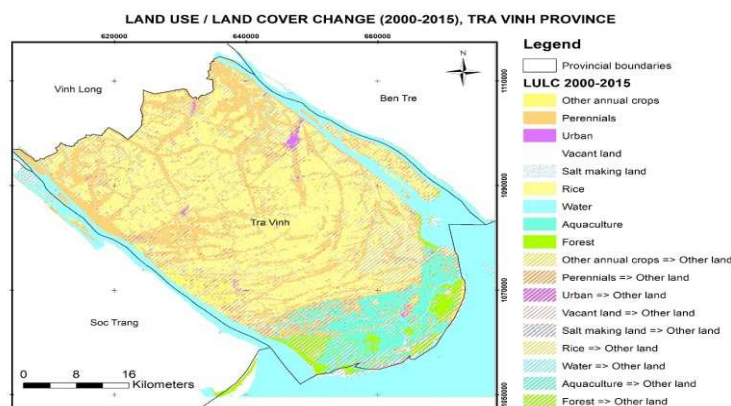 LAND USE / LAND COVER CHANGE (2000-2015), TRA VINH PROVINCE
620000
640000
660000
Vinh Long
Ben Tre
N
1110000
1090000
Tra Vinh
1070000
Soc Trang
0 4 8 16
Kilometers
1050000
Legend
Provincial boundaries
LULC 2000-2015
Other annual crops
Perennials
Urban
Vacant land
Salt making land
Rice
Water
Aquaculture
Forest
Other annual crops => Other land
Perennials => Other land
Urban => Other land
Vacant land => Other land
Salt making land => Other land
Rice => Other land
Water => Other land
Aquaculture => Other land
Forest => Other land